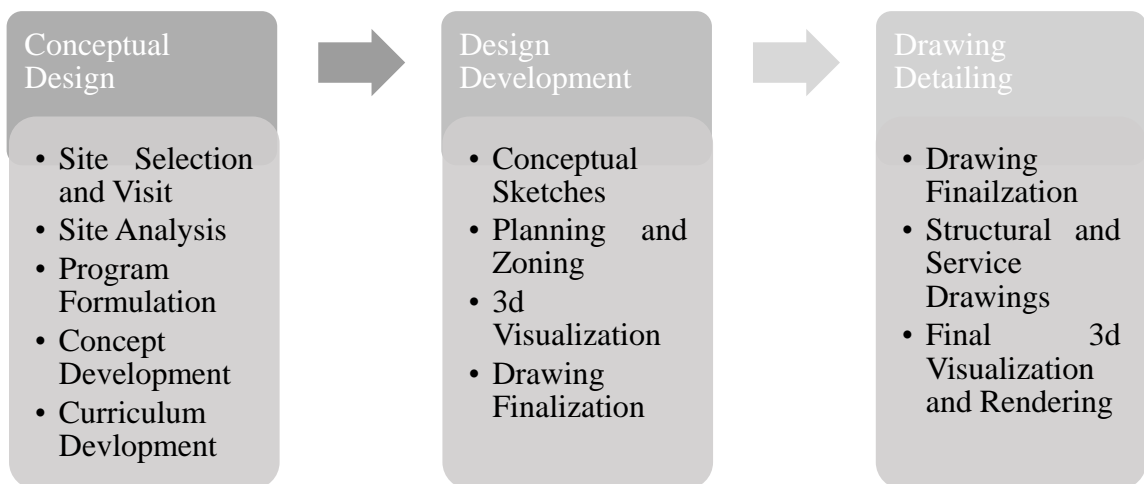 Conceptual
Design
• Site Selection
and Visit
• Site Analysis
• Program
Formulation
• Concept
Development
• Curriculum
Devlopment
Design
Development
• Conceptual
Sketches
• Planning and
Zoning
• 3d
Visualization
• Drawing
Finalization
Drawing
Detailing
• Drawing
Finailzation
• Structural and
Service
Drawings
• Final 3d
Visualization
and Rendering